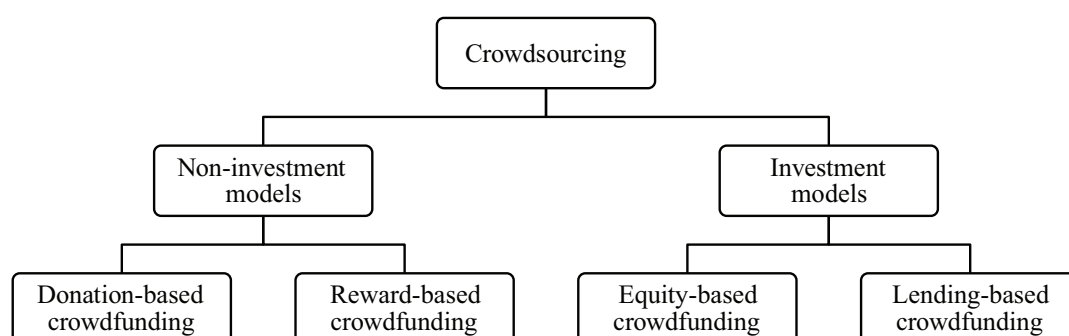 Crowdsourcing
Non-investment
models
Investment
models
Donation-based
crowdfunding
Reward-based
crowdfunding
Equity-based
crowdfunding
Lending-based
crowdfunding